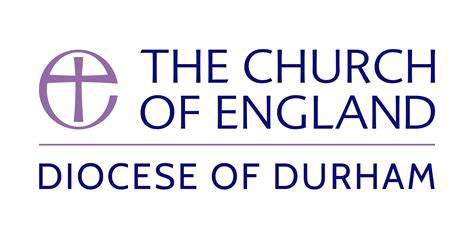 THE CHURCH
OF ENGLAND
DIOCESE OF DURHAM